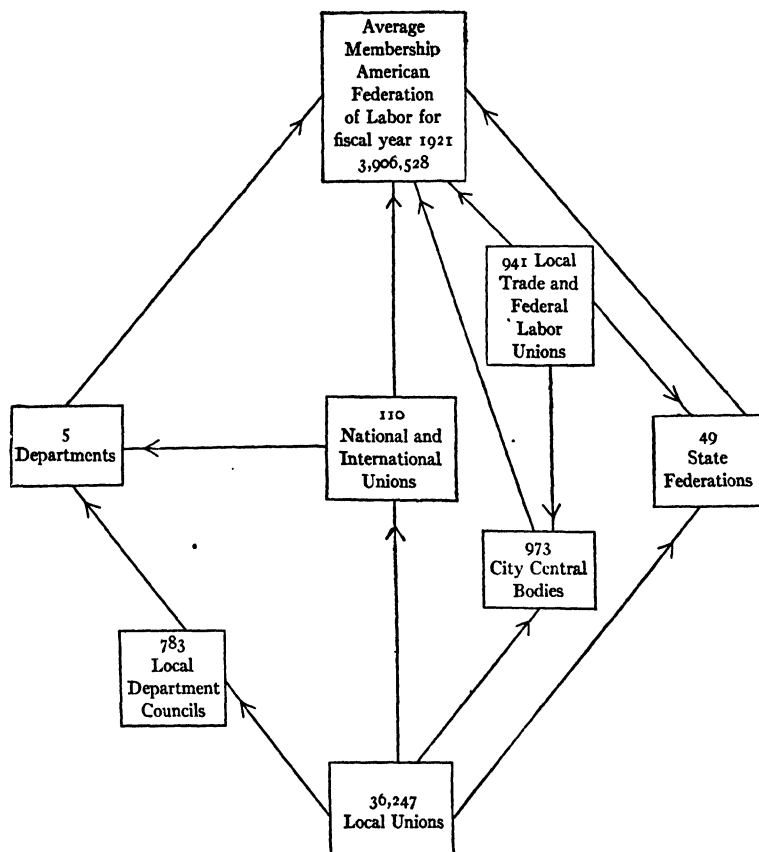 Average
Membership
American
Federation
of Labor for
fiscal year 1921
3,906,528
941 Local
Trade and
Federal
Labor
Unions
5
Departments
110
National and
International
Unions
49
State
Federations
973
City Central
Bodies
783
Local
Department
Councils
36,247
Local Unions